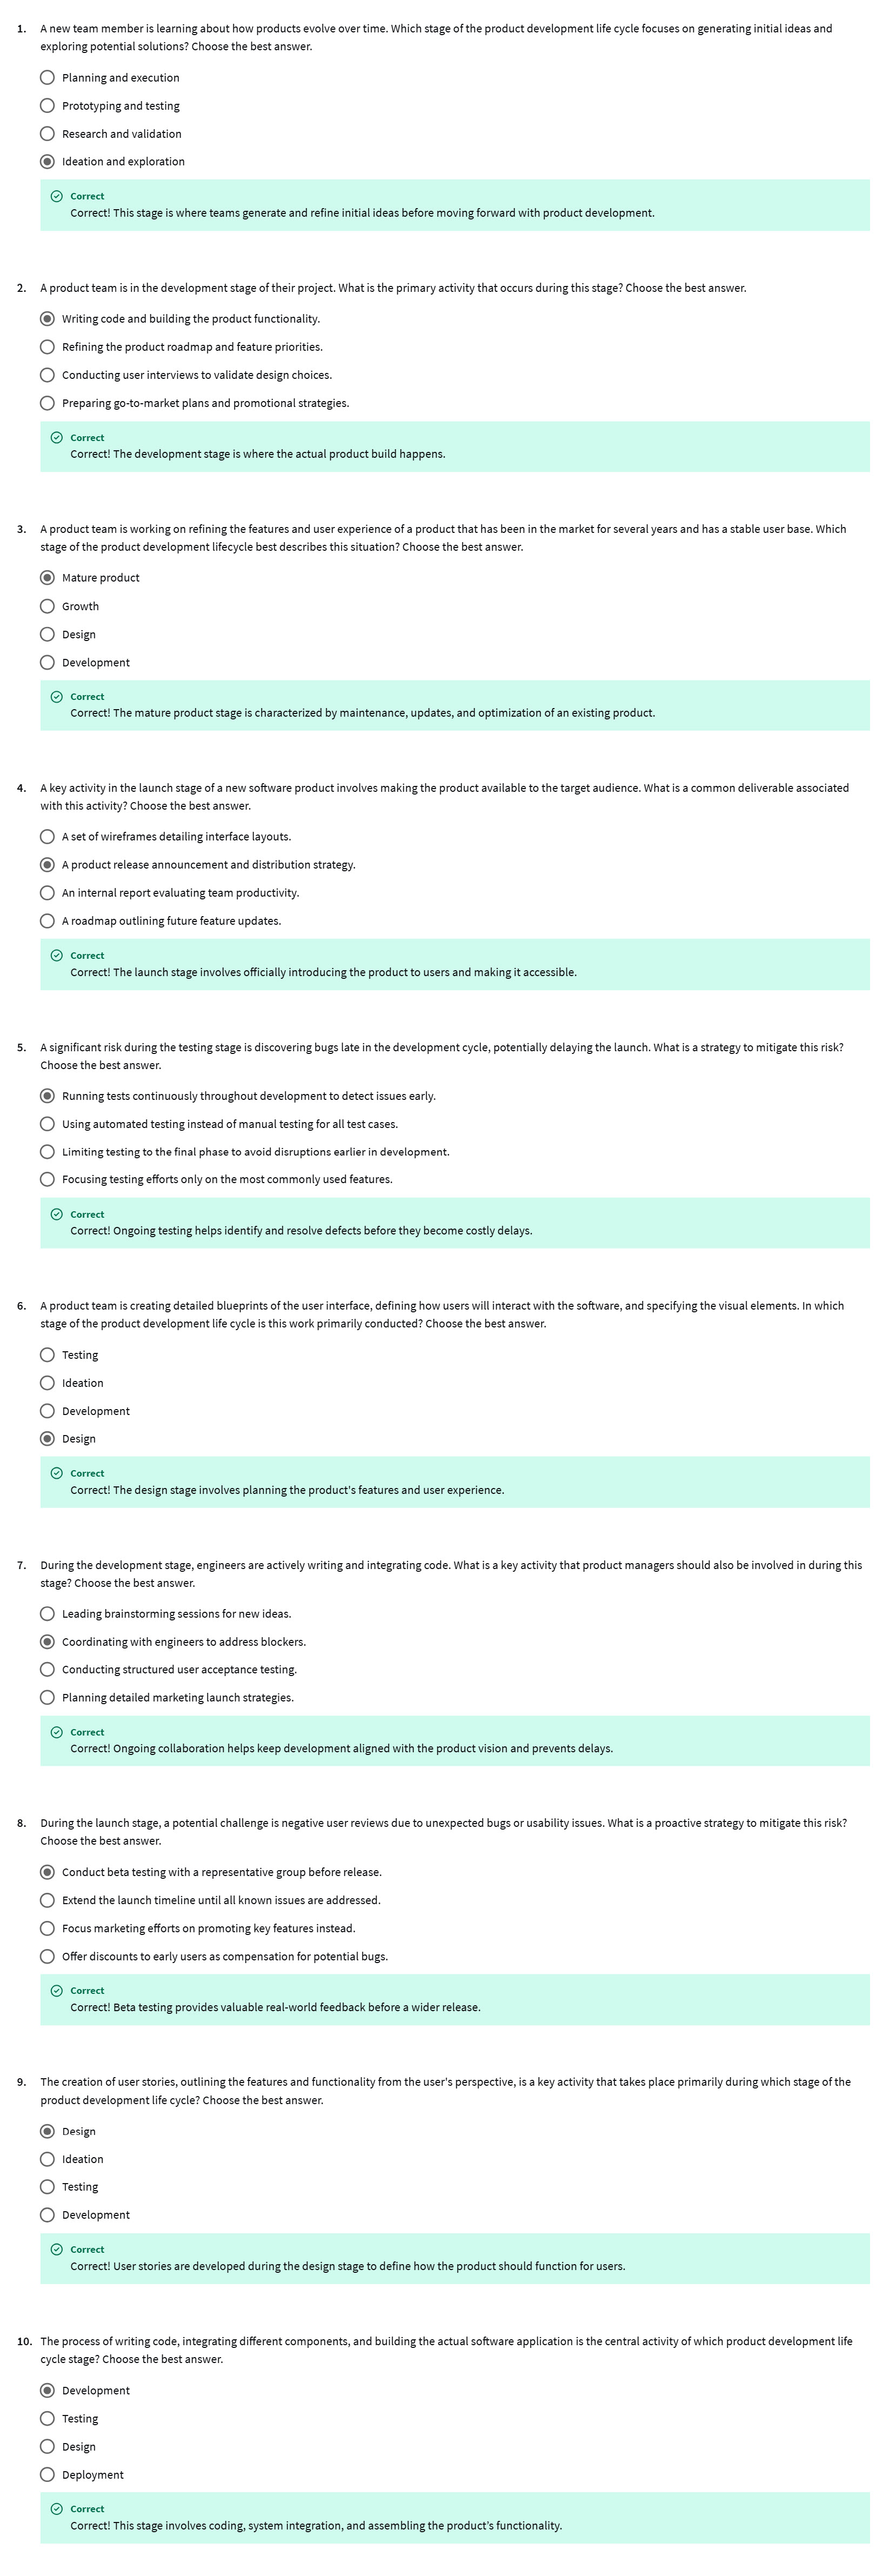 1. A new team member is learning about how products evolve over time. Which stage of the product development life cycle focuses on generating initial ideas and
exploring potential solutions? Choose the best answer.
Planning and execution
Prototyping and testing
Research and validation
Ideation and exploration
Correct
Correct! This stage is where teams generate and refine initial ideas before moving forward with product development.
2. A product team is in the development stage of their project. What is the primary activity that occurs during this stage? Choose the best answer.
Writing code and building the product functionality.
Refining the product roadmap and feature priorities.
Conducting user interviews to validate design choices.
Preparing go-to-market plans and promotional strategies.
Correct
Correct! The development stage is where the actual product build happens.
3. A product team is working on refining the features and user experience of a product that has been in the market for several years and has a stable user base. Which
stage of the product development lifecycle best describes this situation? Choose the best answer.
Mature product
Growth
Design
Development
Correct
Correct! The mature product stage is characterized by maintenance, updates, and optimization of an existing product.
4. A key activity in the launch stage of a new software product involves making the product available to the target audience. What is a common deliverable associated
with this activity? Choose the best answer.
A set of wireframes detailing interface layouts.
A product release announcement and distribution strategy.
An internal report evaluating team productivity.
A roadmap outlining future feature updates.
Correct
Correct! The launch stage involves officially introducing the product to users and making it accessible.
5. A significant risk during the testing stage is discovering bugs late in the development cycle, potentially delaying the launch. What is a strategy to mitigate this risk?
Choose the best answer.
Running tests continuously throughout development to detect issues early.
Using automated testing instead of manual testing for all test cases.
Limiting testing to the final phase to avoid disruptions earlier in development.
Focusing testing efforts only on the most commonly used features.
Correct
Correct! Ongoing testing helps identify and resolve defects before they become costly delays.
6. A product team is creating detailed blueprints of the user interface, defining how users will interact with the software, and specifying the visual elements. In which
stage of the product development life cycle is this work primarily conducted? Choose the best answer.
Testing
Ideation
Development
Design
Correct
Correct! The design stage involves planning the product's features and user experience.
7. During the development stage, engineers are actively writing and integrating code. What is a key activity that product managers should also be involved in during this
stage? Choose the best answer.
Leading brainstorming sessions for new ideas.
Coordinating with engineers to address blockers.
Conducting structured user acceptance testing.
Planning detailed marketing launch strategies.
Correct
Correct! Ongoing collaboration helps keep development aligned with the product vision and prevents delays.
8. During the launch stage, a potential challenge is negative user reviews due to unexpected bugs or usability issues. What is a proactive strategy to mitigate this risk?
Choose the best answer.
Conduct beta testing with a representative group before release.
Extend the launch timeline until all known issues are addressed.
Focus marketing efforts on promoting key features instead.
Offer discounts to early users as compensation for potential bugs.
Correct
Correct! Beta testing provides valuable real-world feedback before a wider release.
9. The creation of user stories, outlining the features and functionality from the user's perspective, is a key activity that takes place primarily during which stage of the
product development life cycle? Choose the best answer.
Design
Ideation
Testing
Development
Correct
Correct! User stories are developed during the design stage to define how the product should function for users.
10. The process of writing code, integrating different components, and building the actual software application is the central activity of which product development life
cycle stage? Choose the best answer.
Development
Testing
Design
Deployment
Correct
Correct! This stage involves coding, system integration, and assembling the product's functionality.